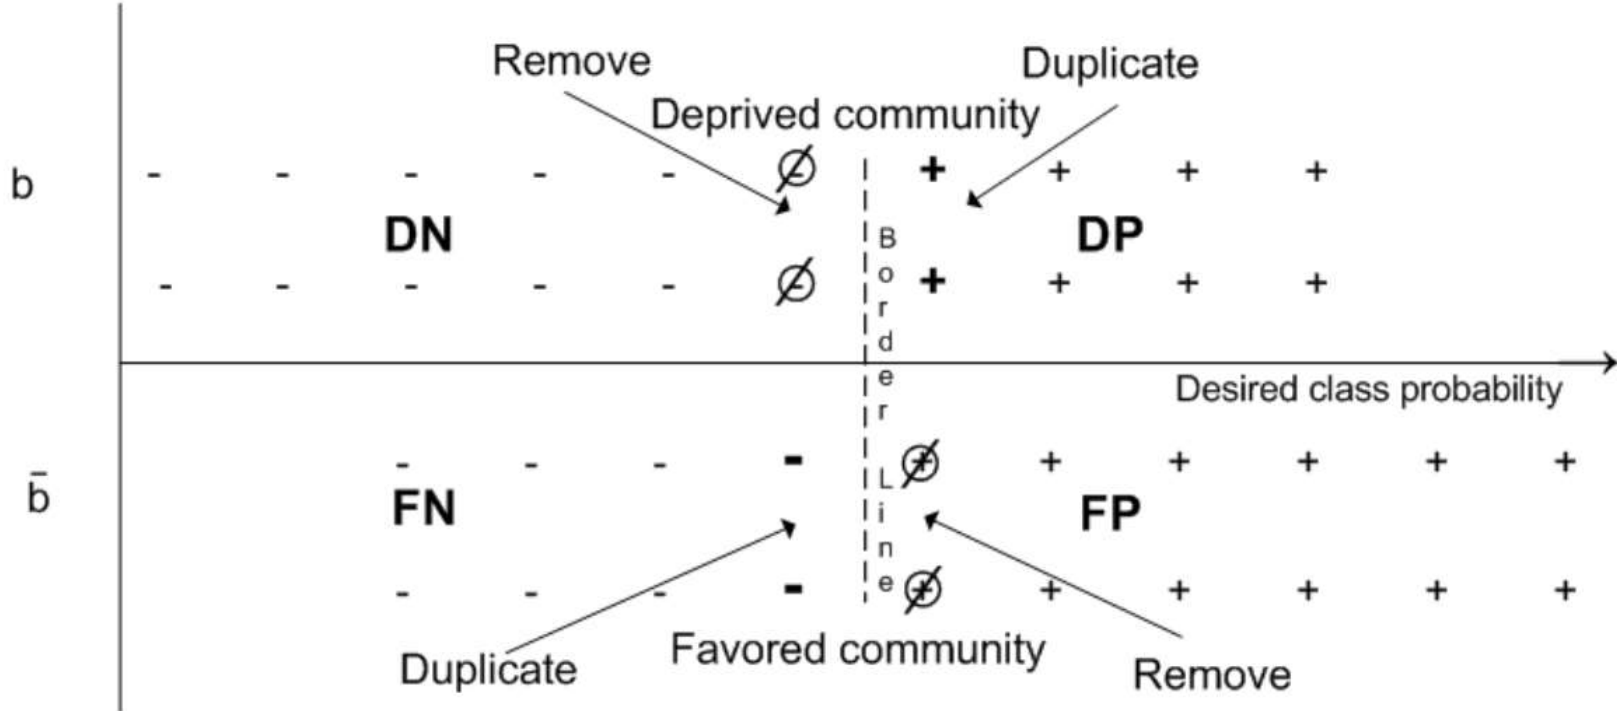 Remove
Duplicate
Deprived community
b
- - - - - ∅ + + + +
DN
DP
- - - - - ∅ + + + +
Border Line
Desired class probability
b̄
- - - - ⊕ + + + + +
FN
FP
- - - - ⊕ + + + + +
Favored community
Duplicate
Remove